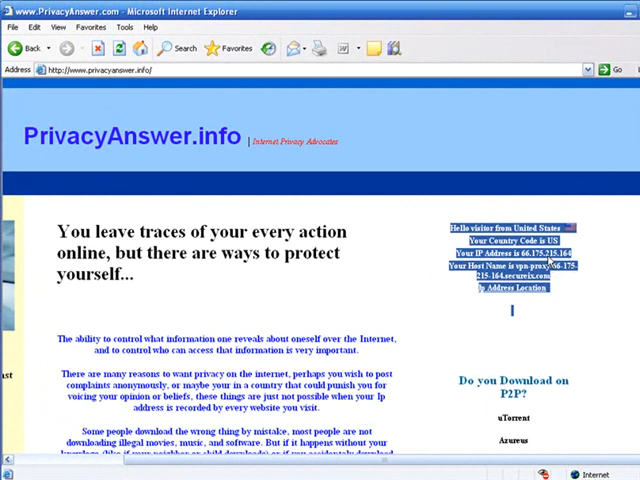 www.PrivacyAnswer.com - Microsoft Internet Explorer
File Edit View Favorites Tools Help
Back Search Favorites
Address http://www.privacyanswer.info/ Go
PrivacyAnswer.info | Internet Privacy Advocates
You leave traces of your every action
online, but there are ways to protect
yourself...
Hello visitor from United States
Your Country Code is US
Your IP Address is 66.175.215.164
Your Host Name is vpn-proxy-66-175-
215-164.secureix.com
Ip Address Location
The ability to control what information one reveals about oneself over the Internet,
and to control who can access that information is very important.
There are many reasons to want privacy on the internet, perhaps you wish to post
complaints anonymously, or maybe your in a country that could punish you for
voicing your opinion or beliefs, these things are just not possible when your Ip
address is recorded by every website you visit.
Some people download the wrong thing by mistake, most people are not
downloading illegal movies, music, and software. But if it happens without your
Do you Download on
P2P?
uTorrent
Azureus
Internet